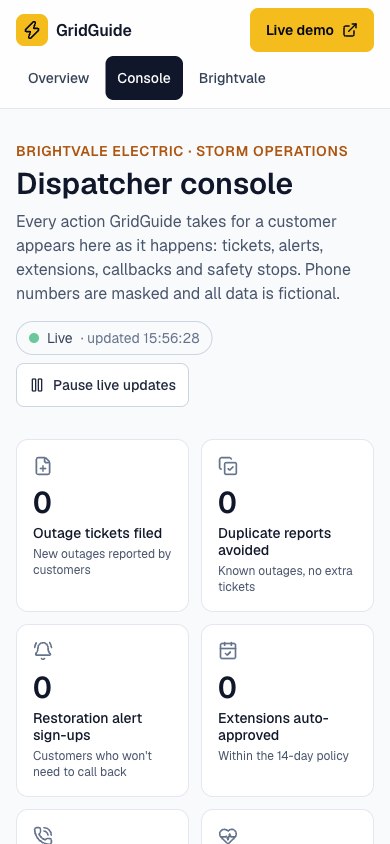 GridGuide
Live demo
Overview
Console
Brightvale
BRIGHTVALE ELECTRIC · STORM OPERATIONS
Dispatcher console
Every action GridGuide takes for a customer
appears here as it happens: tickets, alerts,
extensions, callbacks and safety stops. Phone
numbers are masked and all data is fictional.
Live · updated 15:56:28
Pause live updates
0
Outage tickets filed
New outages reported by
customers
0
Duplicate reports
avoided
Known outages, no extra
tickets
0
Restoration alert
sign-ups
Customers who won't
need to call back
0
Extensions auto-
approved
Within the 14-day policy